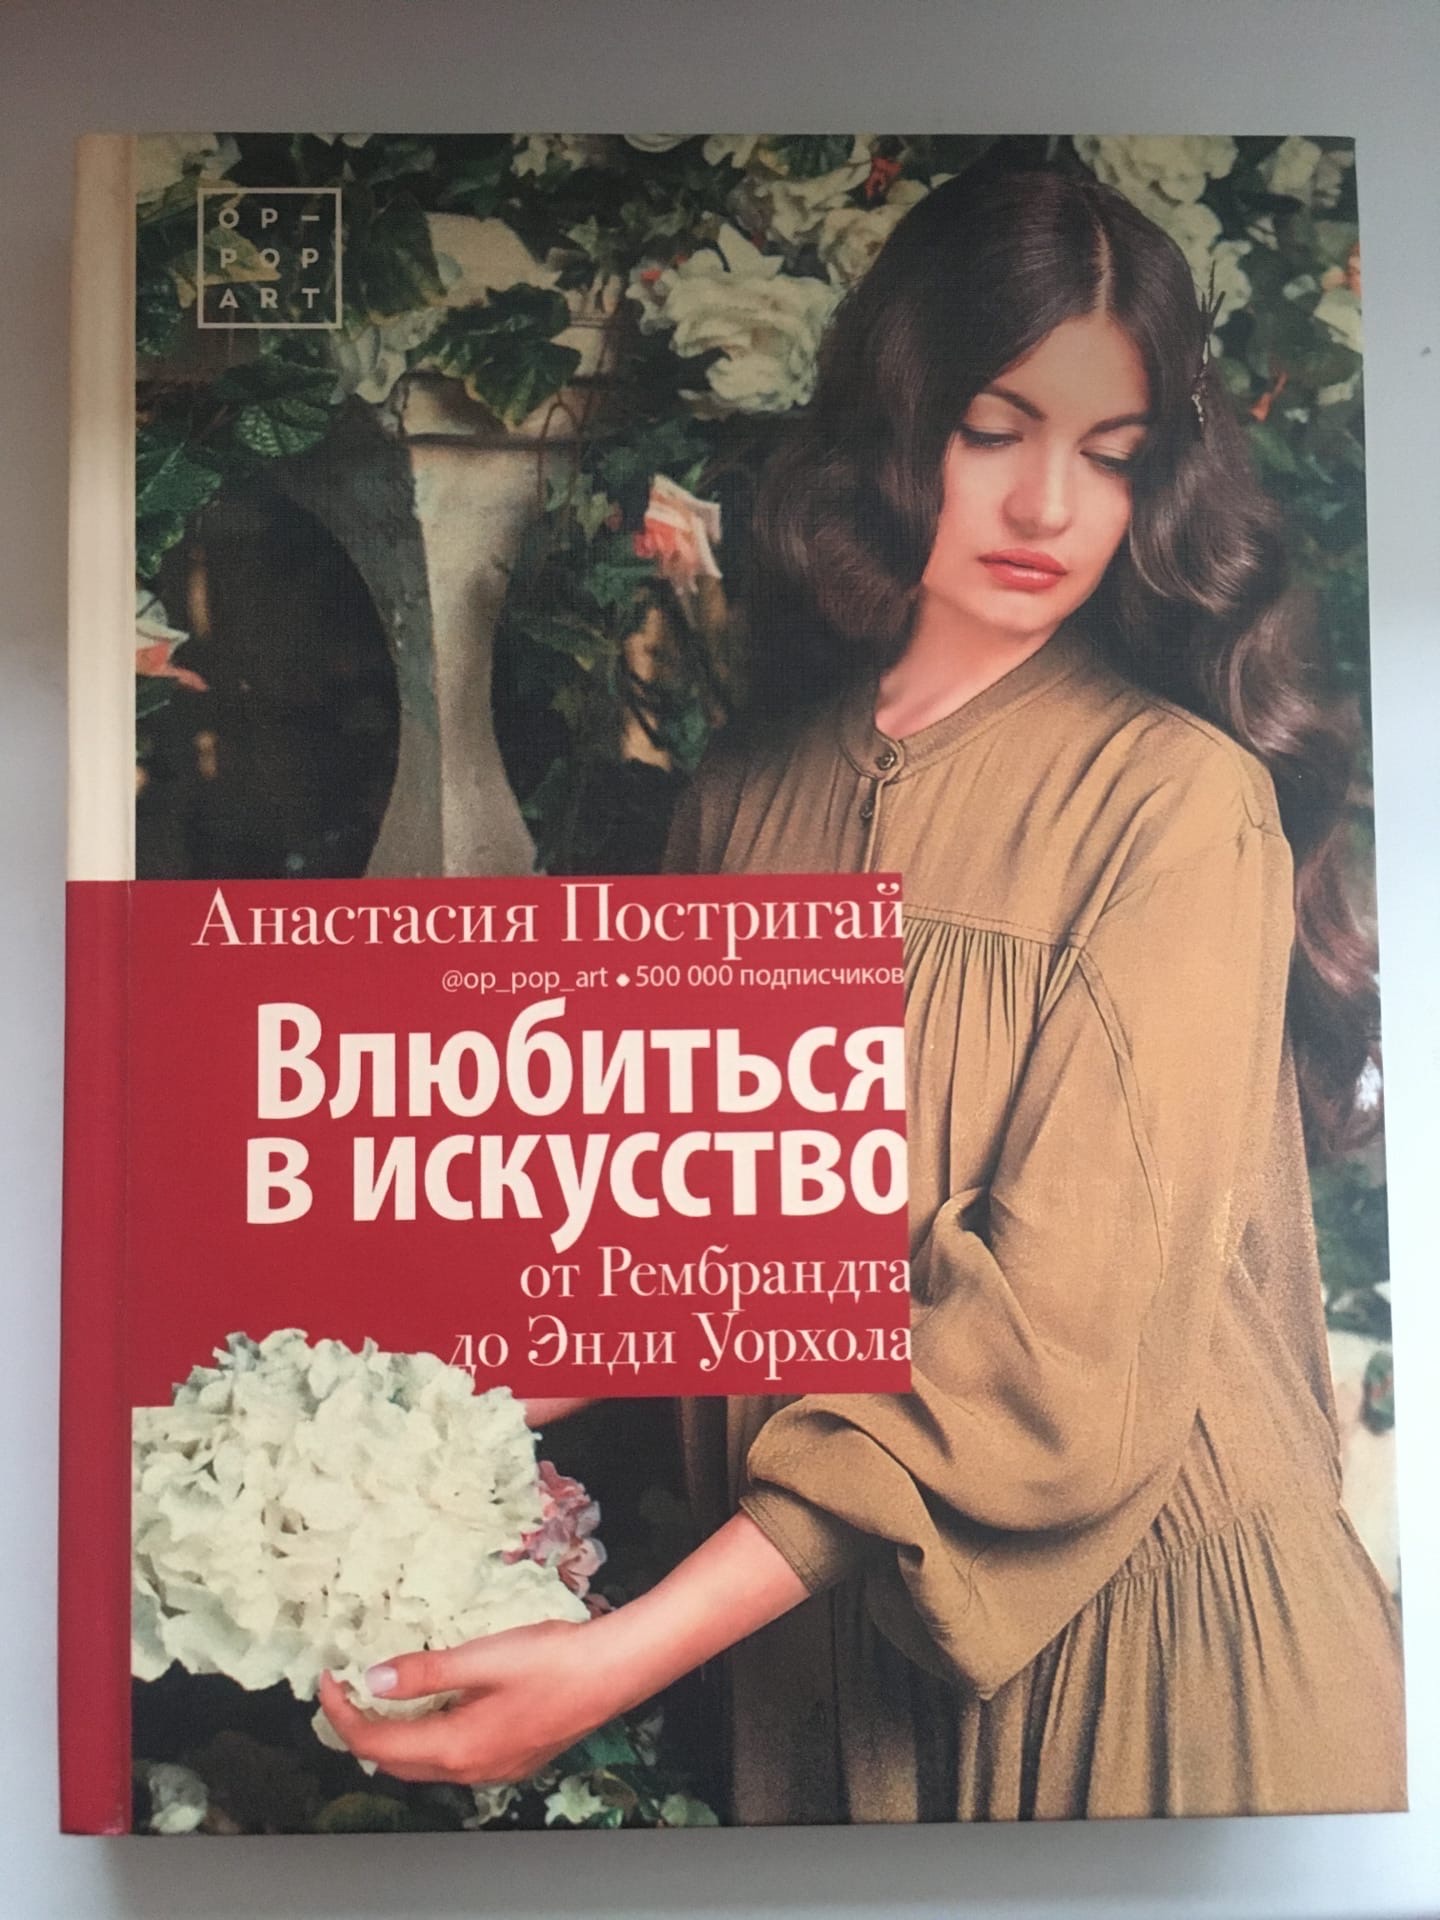 OP–
POP
ART
Анастасия Постригай
@op_pop_art ◆ 500 000 подписчиков
Влюбиться
в искусство
от Рембрандта
до Энди Уорхола